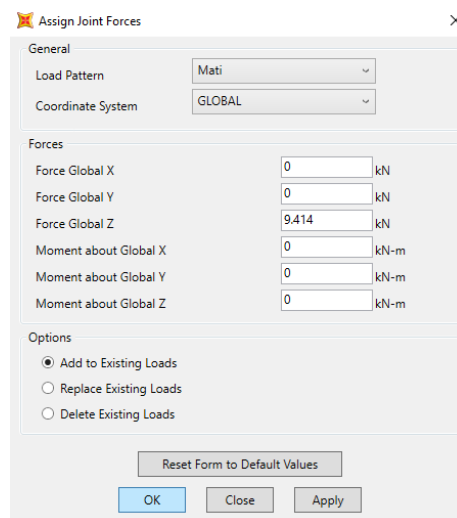 Assign Joint Forces
General
Load Pattern Mati
Coordinate System GLOBAL
Forces
Force Global X 0 kN
Force Global Y 0 kN
Force Global Z 9.414 kN
Moment about Global X 0 kN-m
Moment about Global Y 0 kN-m
Moment about Global Z 0 kN-m
Options
Add to Existing Loads
Replace Existing Loads
Delete Existing Loads
Reset Form to Default Values
OK Close Apply